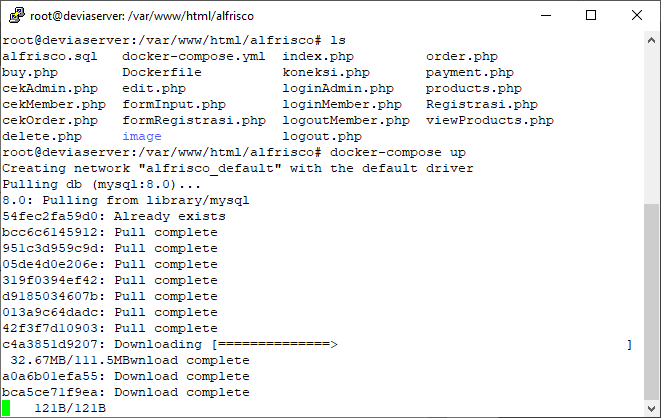 root@deviaserver: /var/www/html/alfrisco
root@deviaserver:/var/www/html/alfrisco# ls
alfrisco.sql   docker-compose.yml  index.php         order.php
buy.php        Dockerfile          koneksi.php       payment.php
cekAdmin.php   edit.php            loginAdmin.php    products.php
cekMember.php  formInput.php       loginMember.php   Registrasi.php
cekOrder.php   formRegistrasi.php  logoutMember.php  viewProducts.php
delete.php     image               logout.php
root@deviaserver:/var/www/html/alfrisco# docker-compose up
Creating network "alfrisco_default" with the default driver
Pulling db (mysql:8.0)...
8.0: Pulling from library/mysql
54fec2fa59d0: Already exists
bcc6c6145912: Pull complete
951c3d959c9d: Pull complete
05de4d0e206e: Pull complete
319f0394ef42: Pull complete
d9185034607b: Pull complete
013a9c64dadc: Pull complete
42f3f7d10903: Pull complete
c4a3851d9207: Downloading [==============>                                    ]
 32.67MB/111.5MBwnload complete
a0a6b01efa55: Download complete
bca5ce71f9ea: Download complete
    121B/121B